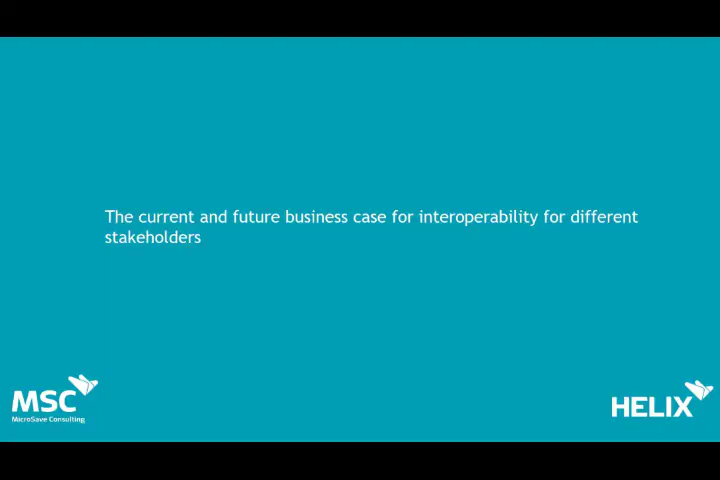 The current and future business case for interoperability for different
stakeholders
MSC
MicroSave Consulting
HELIX